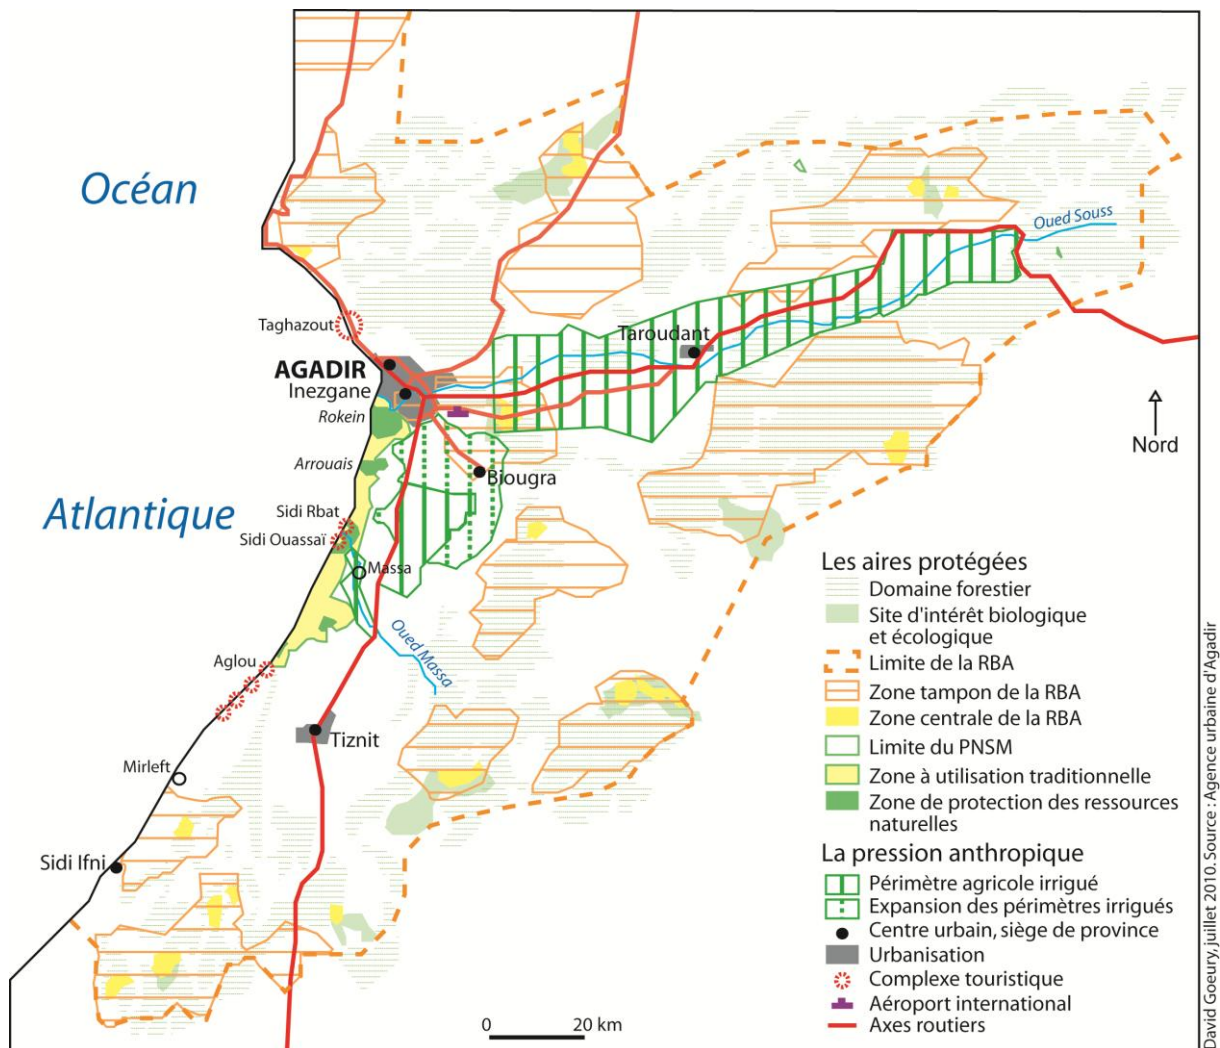 Océan
Oued Souss
Taghazout
Taroudant
AGADIR
Inezgane
Rokein
Nord
Arrouais
Biougra
Atlantique
Sidi Rbat
Sidi Ouassaï
Massa
Oued Massa
Aglou
Tiznit
Mirleft
Sidi Ifni
Les aires protégées
Domaine forestier
Site d'intérêt biologique
et écologique
Limite de la RBA
Zone tampon de la RBA
Zone centrale de la RBA
Limite du PNSM
Zone à utilisation traditionnelle
Zone de protection des ressources
naturelles
La pression anthropique
Périmètre agricole irrigué
Expansion des périmètres irrigués
Centre urbain, siège de province
Urbanisation
Complexe touristique
Aéroport international
Axes routiers
0 20 km
David Goeury, juillet 2010. Source : Agence urbaine d'Agadir